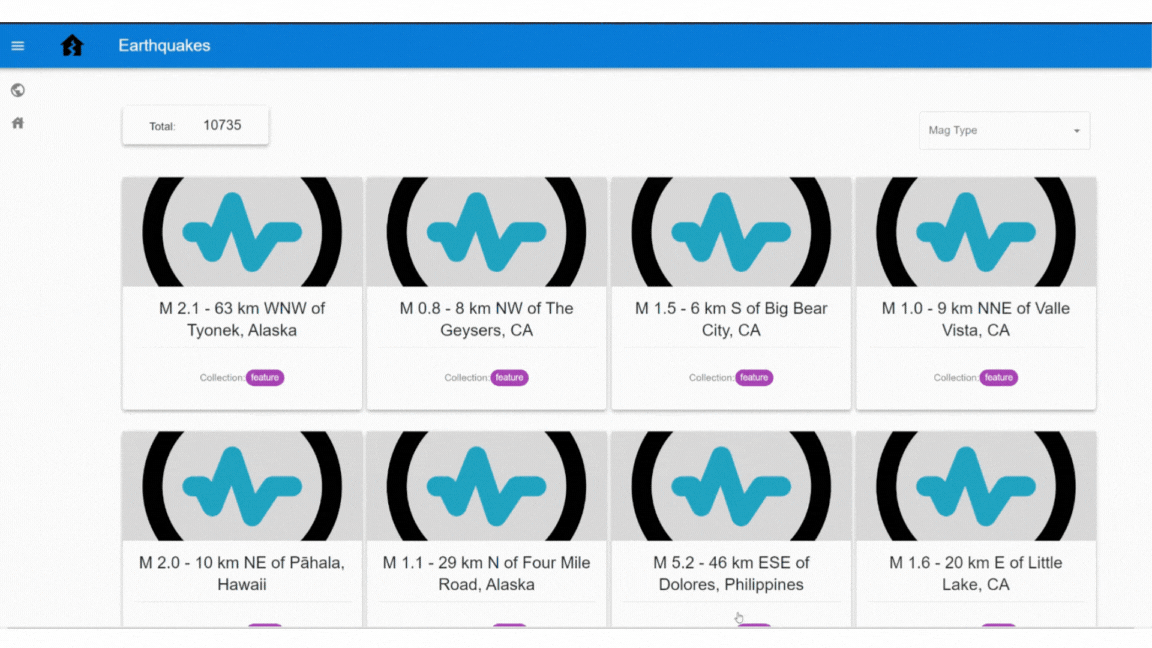 Earthquakes
Total: 10735
Mag Type
M 2.1 - 63 km WNW of
Tyonek, Alaska
Collection: feature
M 0.8 - 8 km NW of The
Geysers, CA
Collection: feature
M 1.5 - 6 km S of Big Bear
City, CA
Collection: feature
M 1.0 - 9 km NNE of Valle
Vista, CA
Collection: feature
M 2.0 - 10 km NE of Pāhala,
Hawaii
M 1.1 - 29 km N of Four Mile
Road, Alaska
M 5.2 - 46 km ESE of
Dolores, Philippines
M 1.6 - 20 km E of Little
Lake, CA